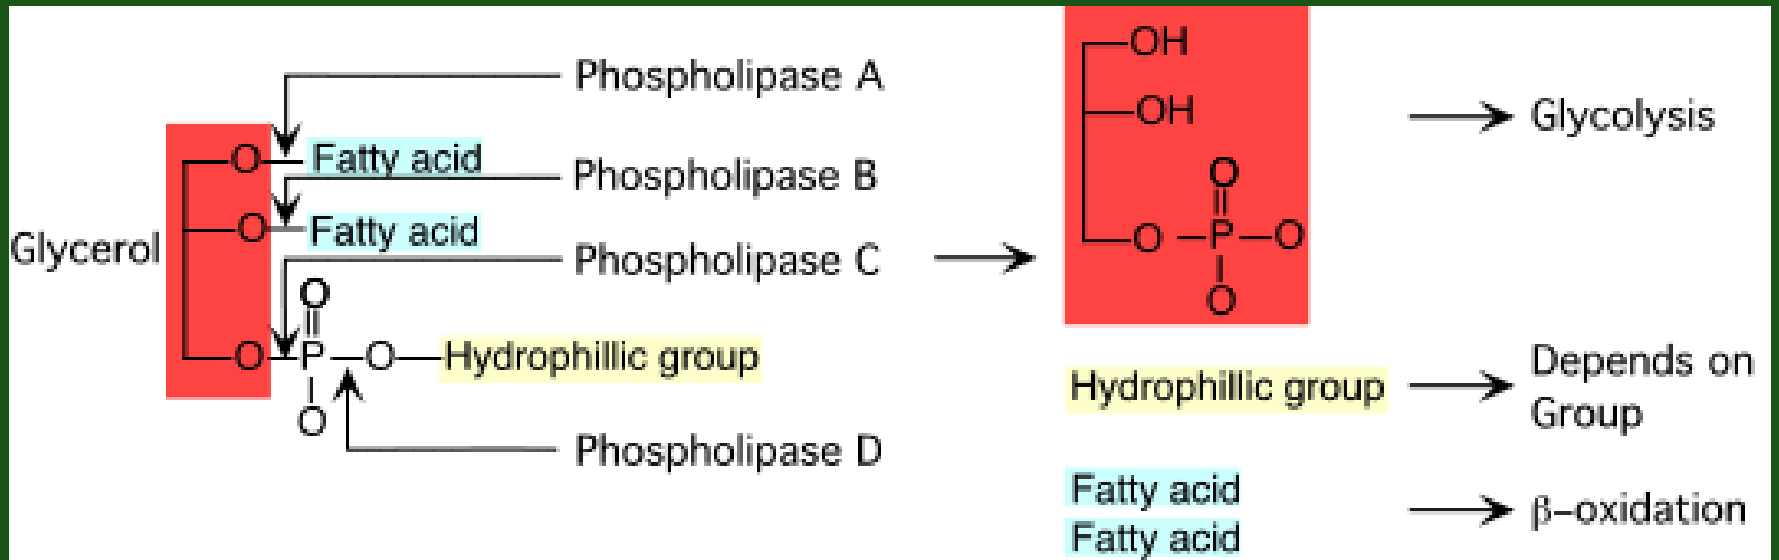 Phospholipase A
Fatty acid
Phospholipase B
O
O
Fatty acid
Glycerol
Phospholipase C
O
O
P
O
Hydrophillic group
O
Phospholipase D
OH
OH
O
O
P
O
O
Glycolysis
Hydrophillic group
Depends on
Group
Fatty acid
Fatty acid
β-oxidation